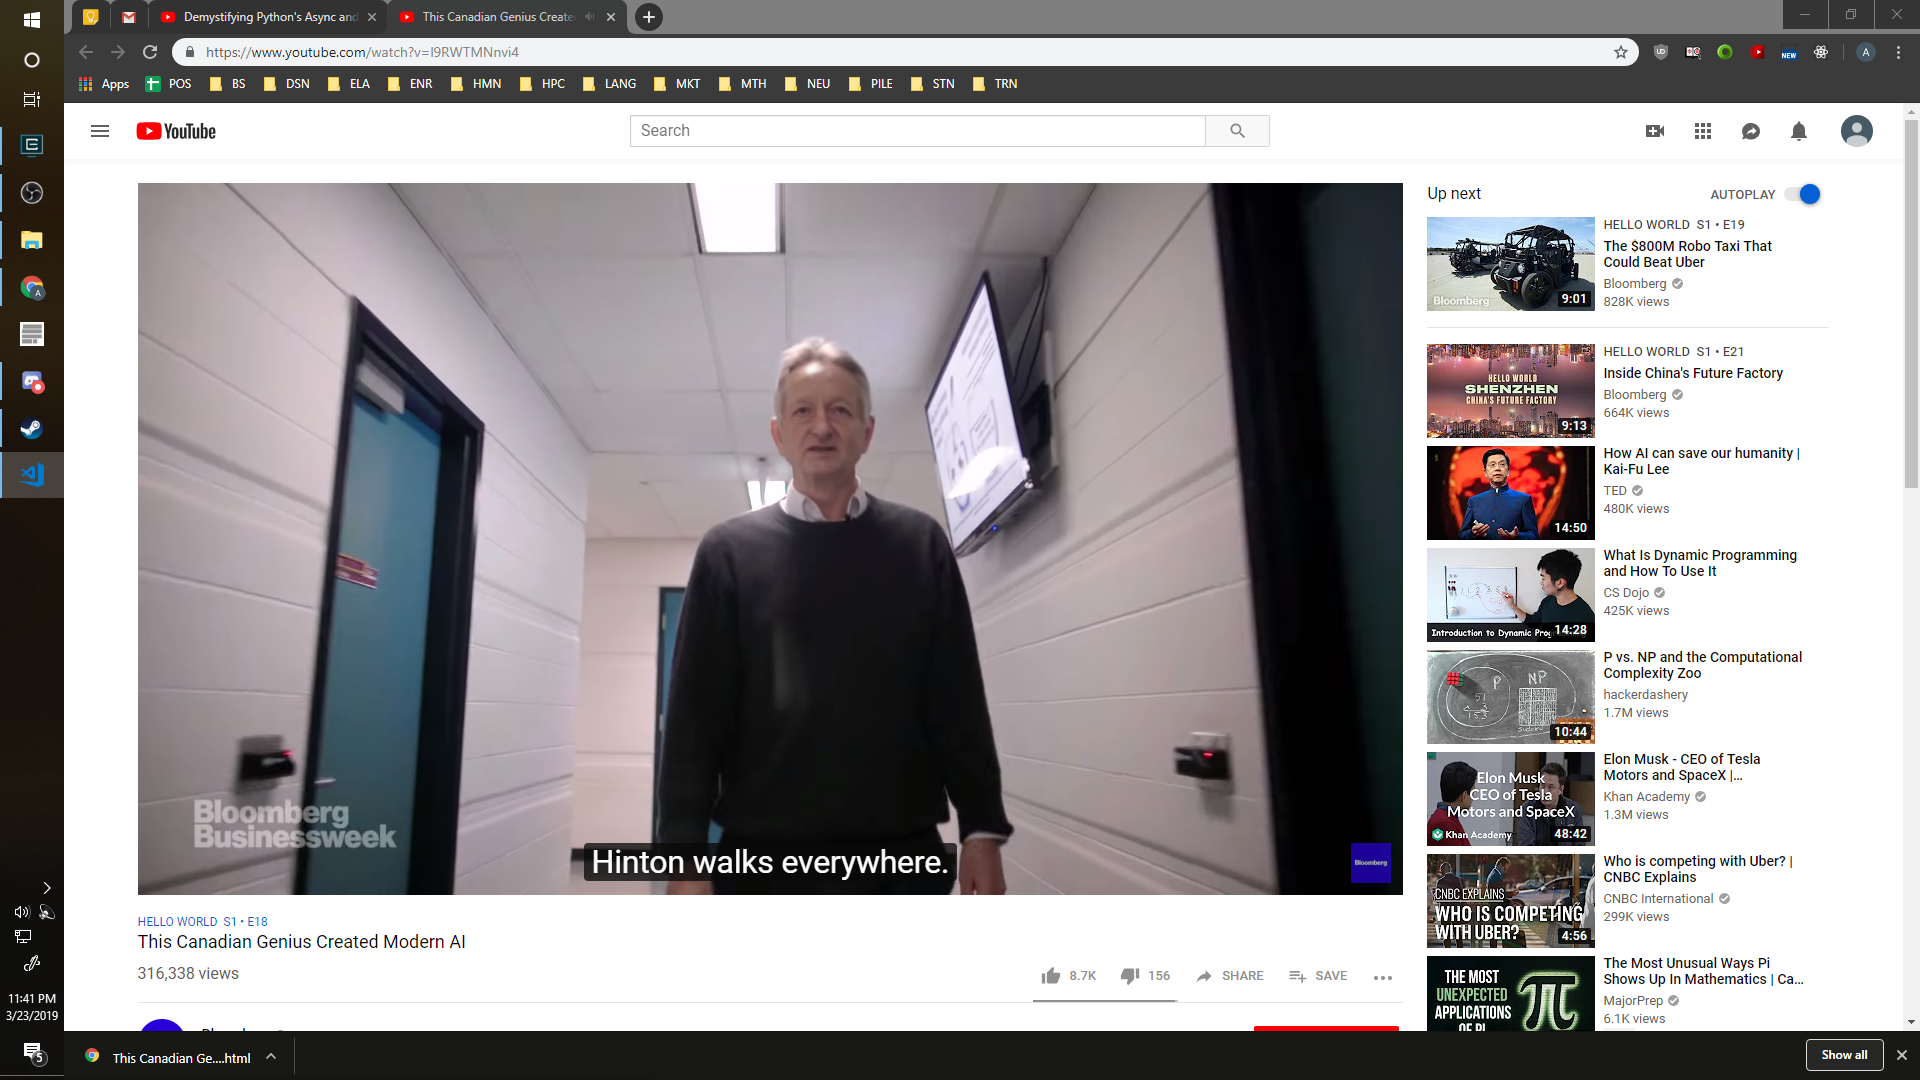 Demystifying Python's Async and
This Canadian Genius Create
https://www.youtube.com/watch?v=l9RWTMNnvi4
Apps
POS
BS
DSN
ELA
ENR
HMN
HPC
LANG
MKT
MTH
NEU
PILE
STN
TRN
NEW
A
YouTube
Search
Bloomberg
Businessweek
Hinton walks everywhere.
Bloomberg
HELLO WORLD S1 • E18
This Canadian Genius Created Modern AI
316,338 views
8.7K
156
SHARE
SAVE
Up next
AUTOPLAY
Bloomberg
9:01
HELLO WORLD S1 • E19
The $800M Robo Taxi That
Could Beat Uber
Bloomberg
828K views
HELLO WORLD
SHENZHEN
CHINA'S FUTURE FACTORY
9:13
HELLO WORLD S1 • E21
Inside China's Future Factory
Bloomberg
664K views
14:50
How AI can save our humanity |
Kai-Fu Lee
TED
480K views
Introduction to Dynamic
14:28
What Is Dynamic Programming
and How To Use It
CS Dojo
425K views
P
NP
51
3
153
Sudoku
10:44
P vs. NP and the Computational
Complexity Zoo
hackerdashery
1.7M views
Elon Musk
CEO of Tesla
Motors and SpaceX
Khan Academy
48:42
Elon Musk - CEO of Tesla
Motors and SpaceX |...
Khan Academy
1.3M views
CNBC EXPLAINS
WHO IS COMPETING
WITH UBER?
4:56
Who is competing with Uber? |
CNBC Explains
CNBC International
299K views
THE MOST
UNEXPECTED
APPLICATIONS
OF PI
π
The Most Unusual Ways Pi
Shows Up In Mathematics | Ca...
MajorPrep
6.1K views
11:41 PM
3/23/2019
5
This Canadian Ge....html
Show all